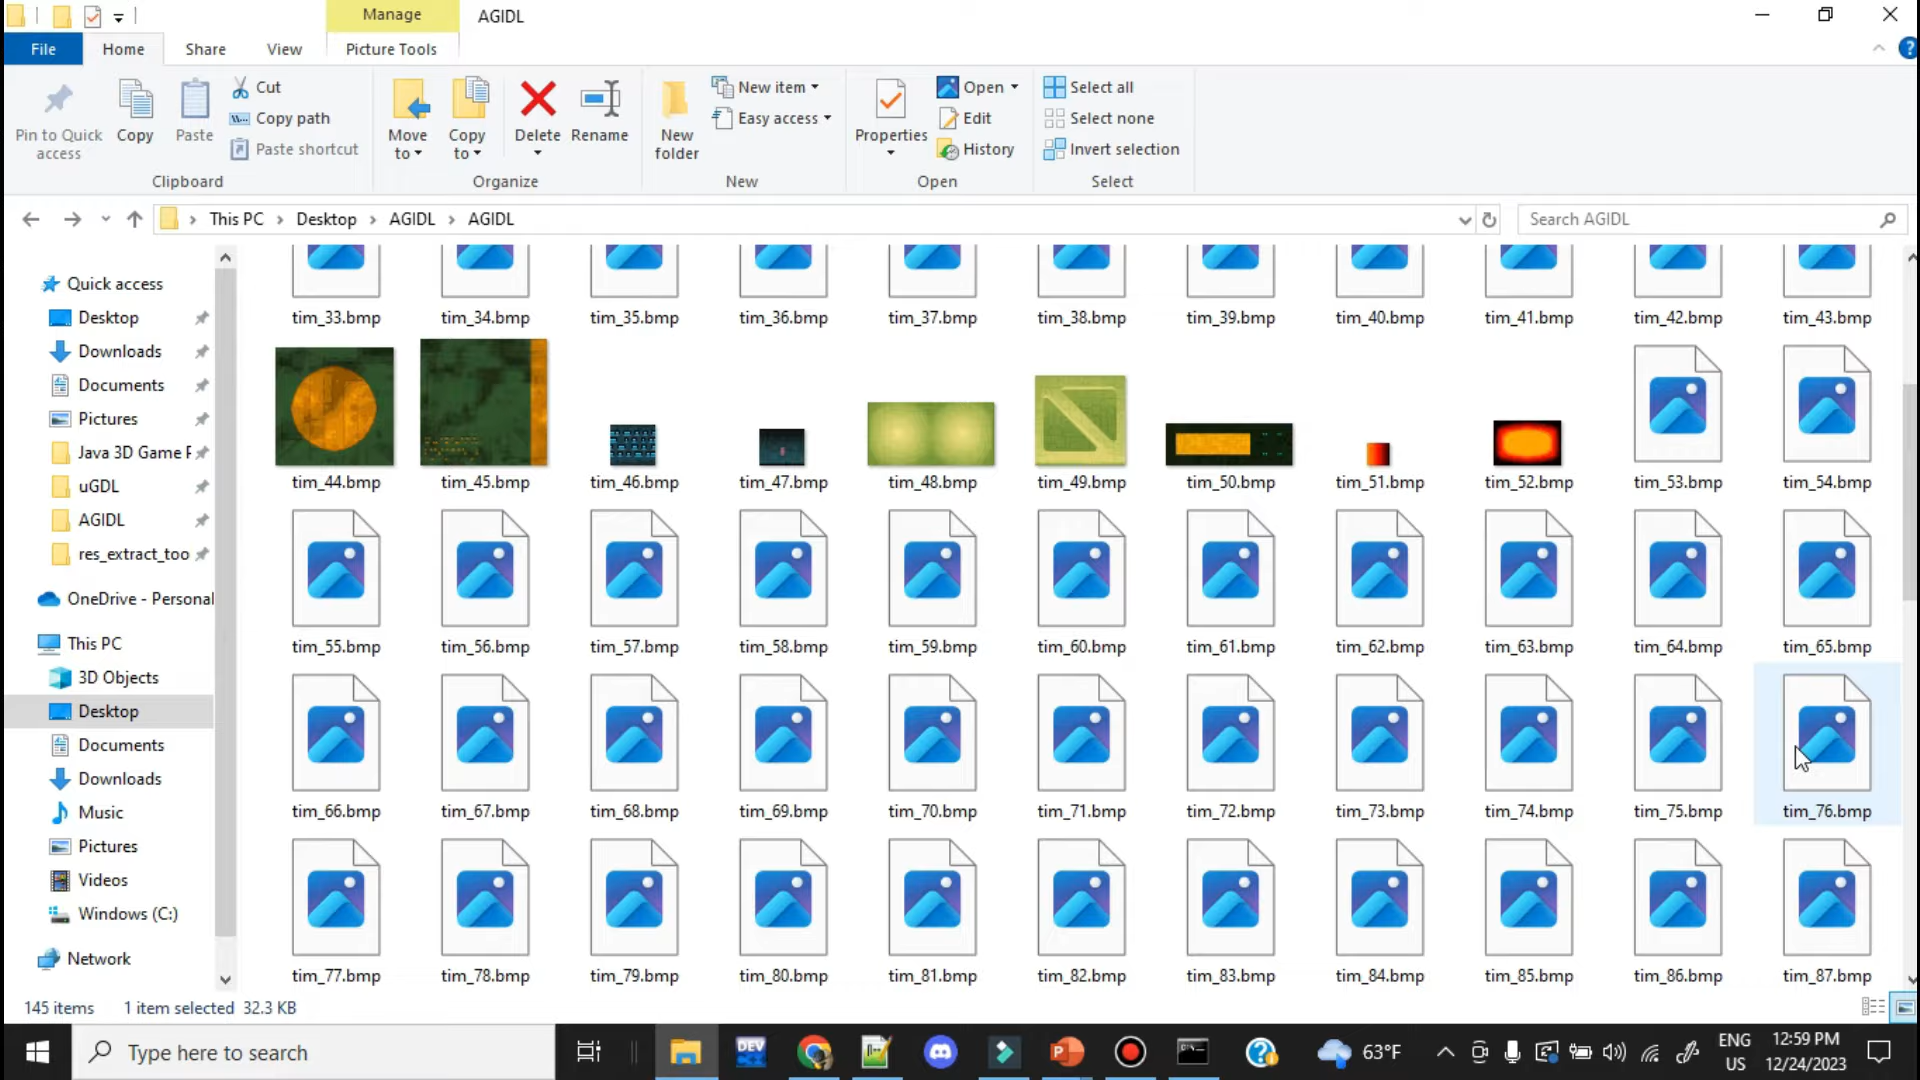 Manage
AGIDL
File
Home
Share
View
Picture Tools
Pin to Quick access
Copy
Paste
Cut
Copy path
Paste shortcut
Clipboard
Move to
Copy to
Delete
Rename
Organize
New folder
New item
Easy access
New
Properties
Open
Edit
History
Open
Select all
Select none
Invert selection
Select
This PC > Desktop > AGIDL > AGIDL
Search AGIDL
Quick access
Desktop
Downloads
Documents
Pictures
Java 3D Game F
uGDL
AGIDL
res_extract_too
OneDrive - Personal
This PC
3D Objects
Desktop
Documents
Downloads
Music
Pictures
Videos
Windows (C:)
Network
tim_33.bmp tim_34.bmp tim_35.bmp tim_36.bmp tim_37.bmp tim_38.bmp tim_39.bmp tim_40.bmp tim_41.bmp tim_42.bmp tim_43.bmp
tim_44.bmp tim_45.bmp tim_46.bmp tim_47.bmp tim_48.bmp tim_49.bmp tim_50.bmp tim_51.bmp tim_52.bmp tim_53.bmp tim_54.bmp
tim_55.bmp tim_56.bmp tim_57.bmp tim_58.bmp tim_59.bmp tim_60.bmp tim_61.bmp tim_62.bmp tim_63.bmp tim_64.bmp tim_65.bmp
tim_66.bmp tim_67.bmp tim_68.bmp tim_69.bmp tim_70.bmp tim_71.bmp tim_72.bmp tim_73.bmp tim_74.bmp tim_75.bmp tim_76.bmp
tim_77.bmp tim_78.bmp tim_79.bmp tim_80.bmp tim_81.bmp tim_82.bmp tim_83.bmp tim_84.bmp tim_85.bmp tim_86.bmp tim_87.bmp
145 items 1 item selected 32.3 KB
Type here to search
DEV
63°F
ENG
US
12:59 PM
12/24/2023